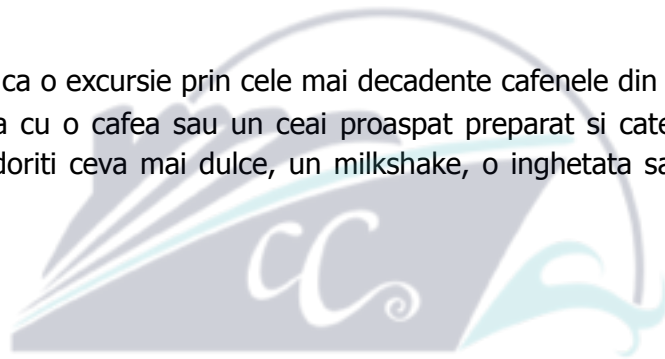 ca o excursie prin cele mai decadente cafenele din
cu o cafea sau un ceai proaspat preparat si cate
doriti ceva mai dulce, un milkshake, o inghetata
CC